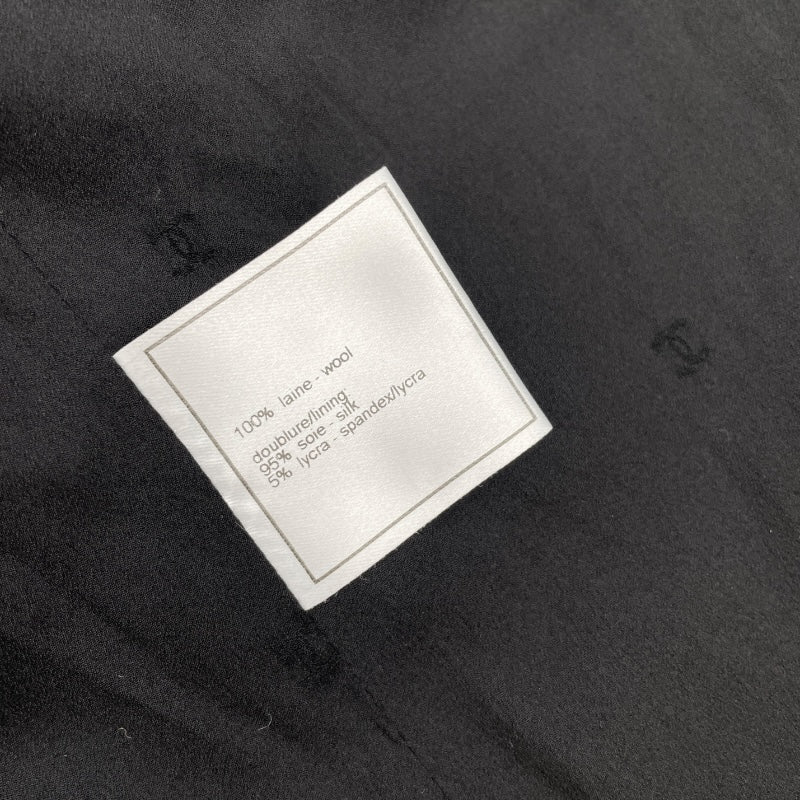 100% laine - wool
doublure/lining
95% soie - silk
5% lycra - spandex/lycra